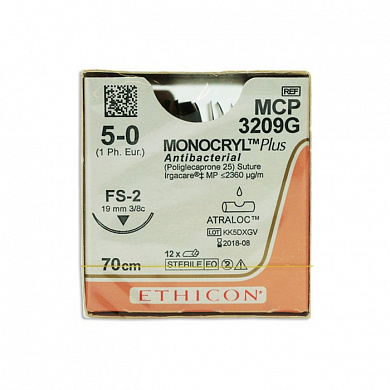 REF
MCP
3209G
5-0
(1 Ph. Eur.)
MONOCRYL™ Plus
Antibacterial
(Poliglecaprone 25) Suture
Irgacare®‡ MP ≤2360 µg/m
FS-2
19 mm 3/8c
ATRALOC™
LOT KK5DXGV
2018-08
12 x
STERILE EO
70cm
ETHICON